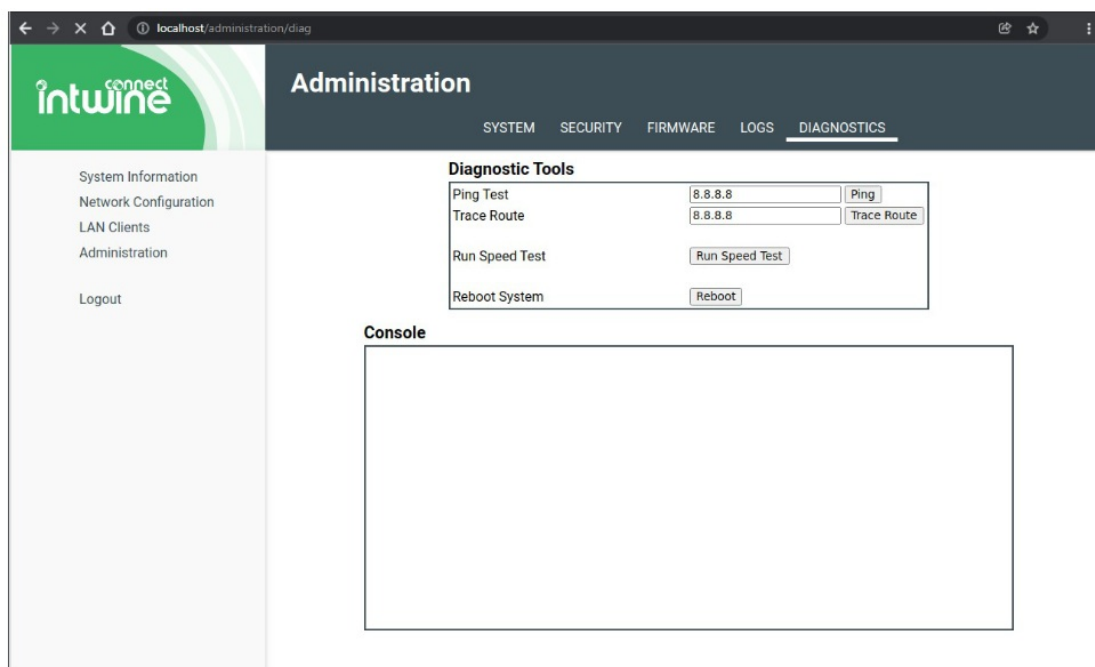 localhost/administration/diag
connect
intwine
Administration
SYSTEM SECURITY FIRMWARE LOGS DIAGNOSTICS
System Information
Network Configuration
LAN Clients
Administration
Logout
Diagnostic Tools
Ping Test 8.8.8.8 Ping
Trace Route 8.8.8.8 Trace Route
Run Speed Test Run Speed Test
Reboot System Reboot
Console